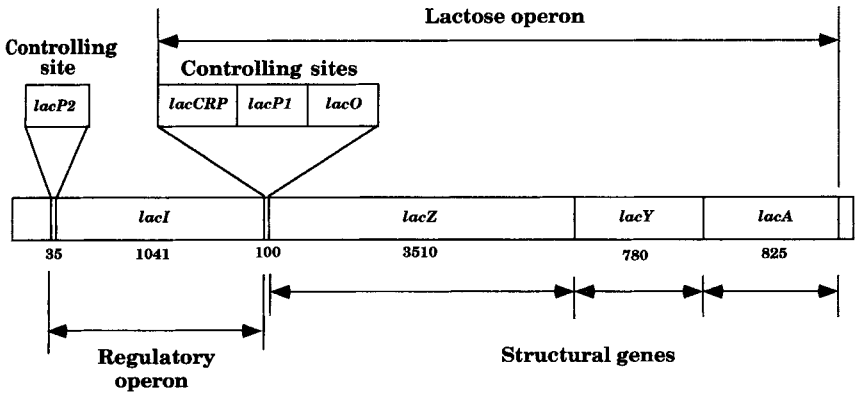 Lactose operon
Controlling
site
Controlling sites
lacP2
lacCRP lacP1 lacO
lacI lacZ lacY lacA
35 1041 100 3510 780 825
Regulatory
operon
Structural genes